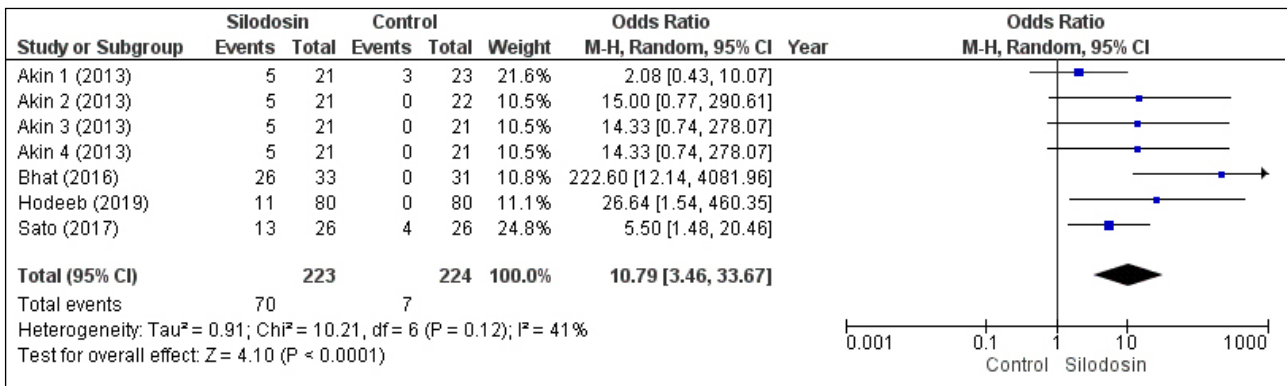 Silodosin Control Odds Ratio Odds Ratio
Study or Subgroup Events Total Events Total Weight M-H, Random, 95% CI Year M-H, Random, 95% CI
Akin 1 (2013) 5 21 3 23 21.6% 2.08 [0.43, 10.07]
Akin 2 (2013) 5 21 0 22 10.5% 15.00 [0.77, 290.61]
Akin 3 (2013) 5 21 0 21 10.5% 14.33 [0.74, 278.07]
Akin 4 (2013) 5 21 0 21 10.5% 14.33 [0.74, 278.07]
Bhat (2016) 26 33 0 31 10.8% 222.60 [12.14, 4081.96]
Hodeeb (2019) 11 80 0 80 11.1% 26.64 [1.54, 460.35]
Sato (2017) 13 26 4 26 24.8% 5.50 [1.48, 20.46]
Total (95% CI) 223 224 100.0% 10.79 [3.46, 33.67]
Total events 70 7
Heterogeneity: Tau² = 0.91; Chi² = 10.21, df = 6 (P = 0.12); I² = 41%
Test for overall effect: Z = 4.10 (P < 0.0001)
0.001 0.1 1 10 1000
Control Silodosin